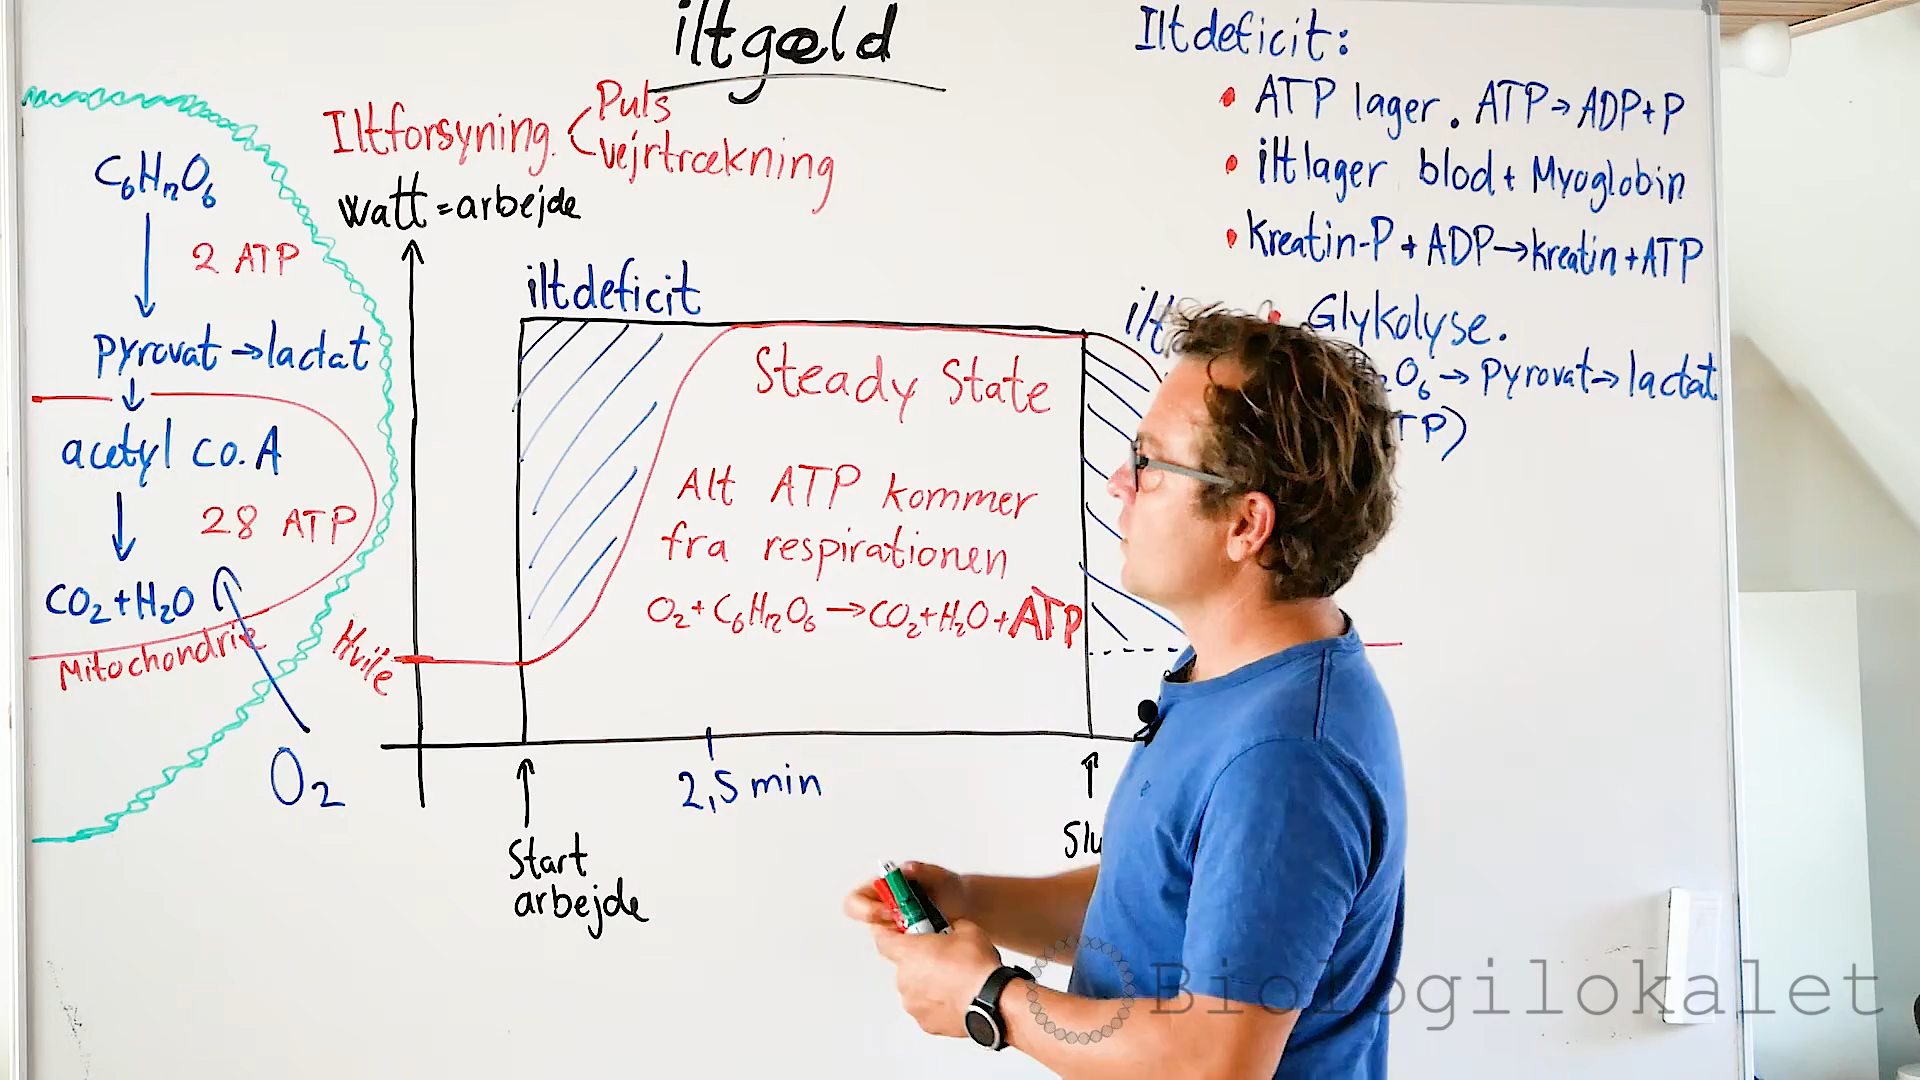 iltgæld
Iltforsyning.
Puls
vejrtrækning
watt = arbejde
C6H12O6
2 ATP
Pyrovat → lactat
acetyl co.A
28 ATP
CO2 + H2O
Mitochondrie
O2
Hvile
iltdeficit
Steady State
Alt ATP kommer
fra respirationen
O2 + C6H12O6 → CO2 + H2O + ATP
2,5 min
Start
arbejde
Iltdeficit:
• ATP lager. ATP → ADP + P
• iltlager blod + Myoglobin
• Kreatin-P + ADP → kreatin + ATP
• Glykolyse.
O6 → Pyrovat → lactat
TP)
Biologilokalet